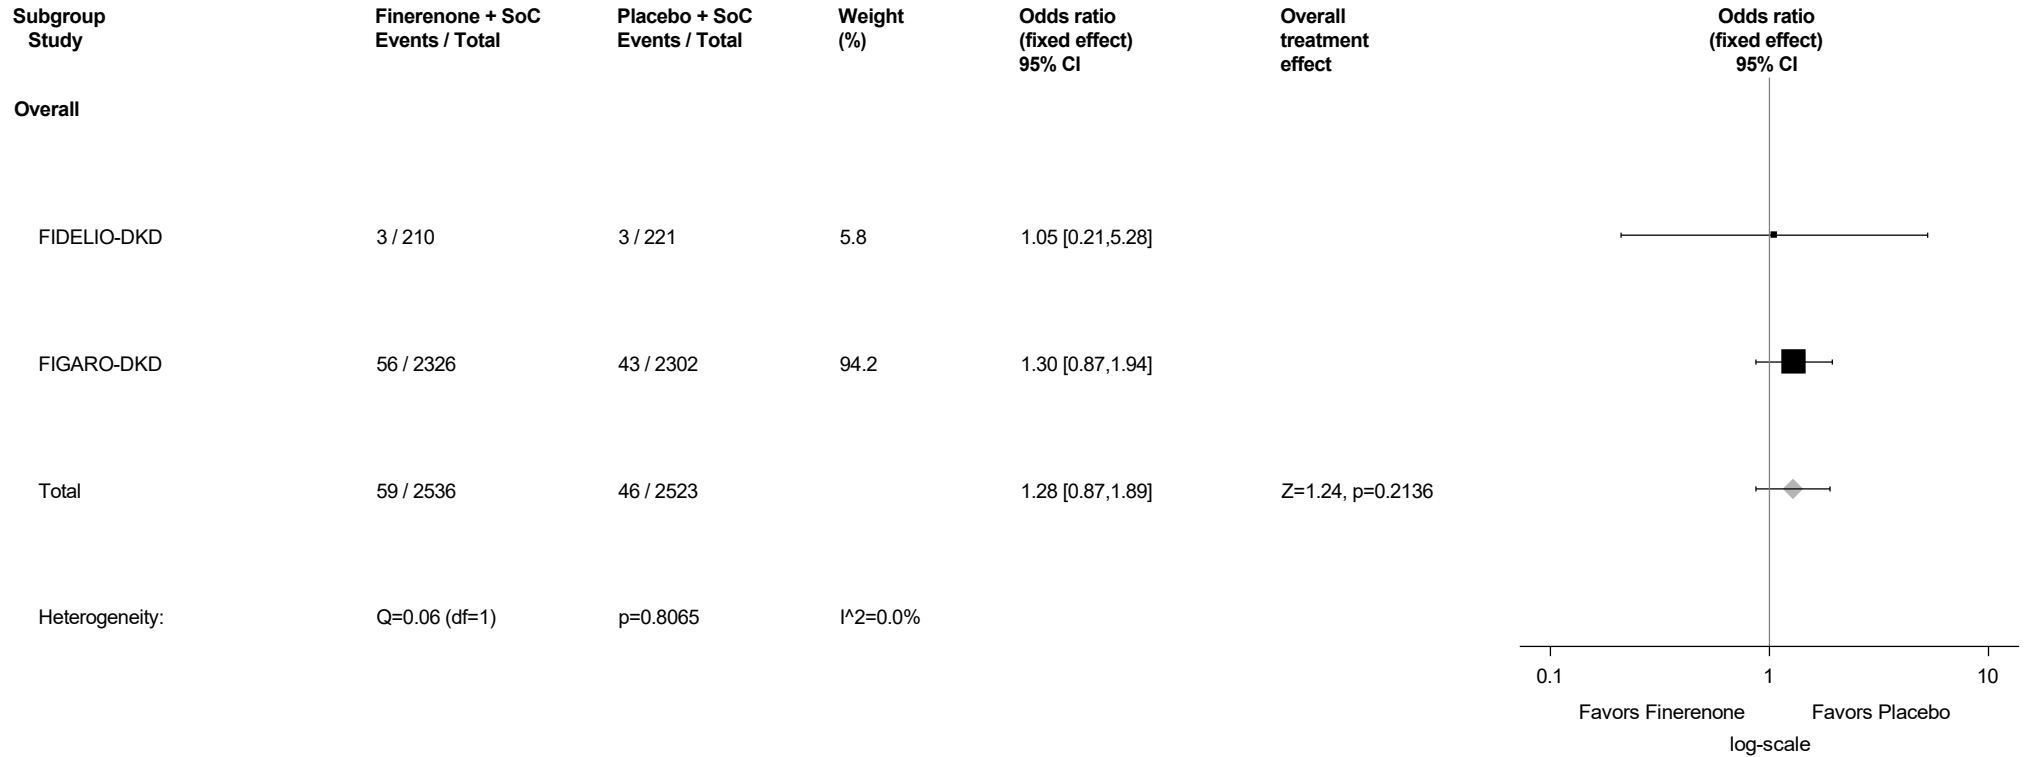 Subgroup Finerenone + SoC Placebo + SoC Weight Odds ratio Overall Odds ratio
Study Events / Total Events / Total (%) (fixed effect) treatment (fixed effect)
95% CI effect 95% CI
Overall
FIDELIO-DKD 3 / 210 3 / 221 5.8 1.05 [0.21,5.28]
FIGARO-DKD 56 / 2326 43 / 2302 94.2 1.30 [0.87,1.94]
Total 59 / 2536 46 / 2523 1.28 [0.87,1.89] Z=1.24, p=0.2136
Heterogeneity: Q=0.06 (df=1) p=0.8065 I^2=0.0%
0.1 1 10
Favors Finerenone Favors Placebo
log-scale